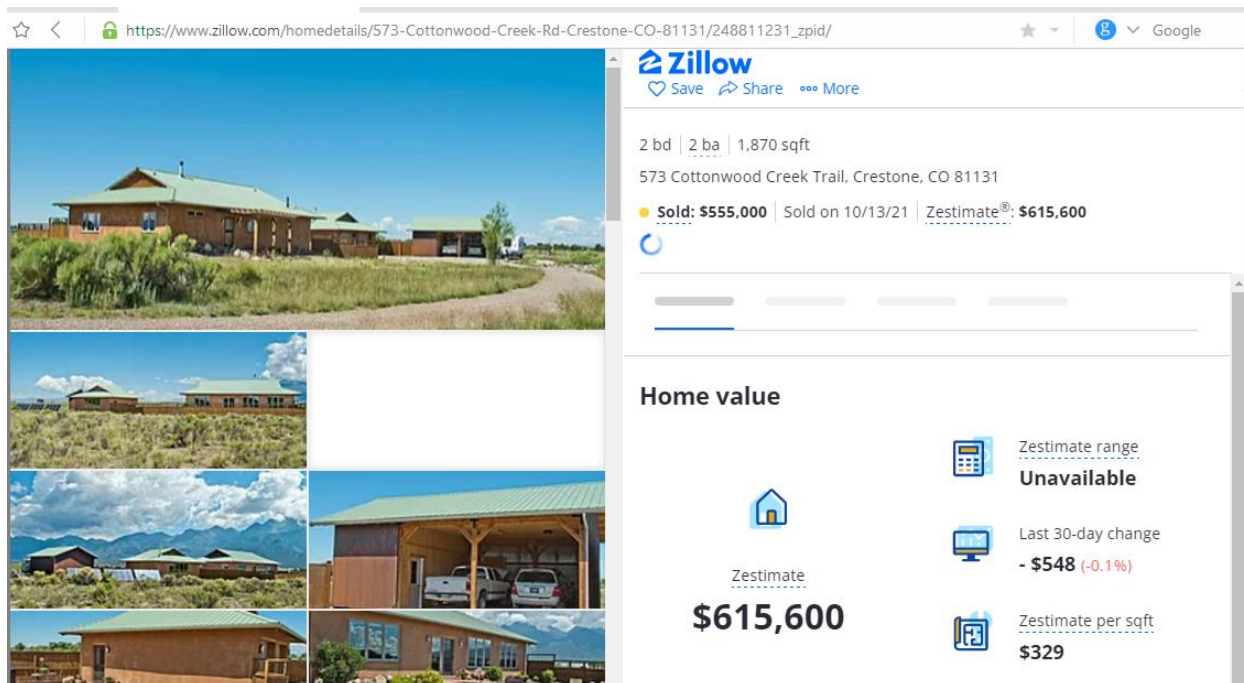 https://www.zillow.com/homedetails/573-Cottonwood-Creek-Rd-Crestone-CO-81131/248811231_zpid/
g Google
Zillow
Save Share More
2 bd 2 ba 1,870 sqft
573 Cottonwood Creek Trail, Crestone, CO 81131
Sold: $555,000 Sold on 10/13/21 Zestimate®: $615,600
Home value
Zestimate
$615,600
Zestimate range
Unavailable
Last 30-day change
- $548 (-0.1%)
Zestimate per sqft
$329